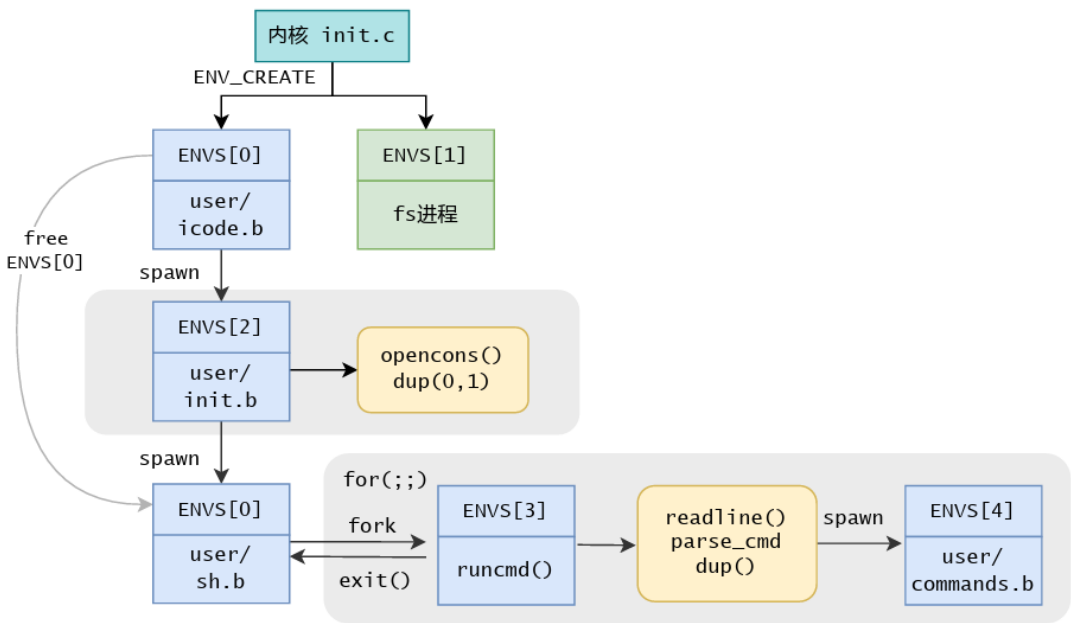 内核 init.c
ENV_CREATE
ENVS[0]
user/
icode.b
ENVS[1]
fs进程
free
ENVS[0]
spawn
ENVS[2]
user/
init.b
opencons()
dup(0,1)
spawn
ENVS[0]
user/
sh.b
for(;;)
fork
exit()
ENVS[3]
runcmd()
readline()
parse_cmd
dup()
spawn
ENVS[4]
user/
commands.b